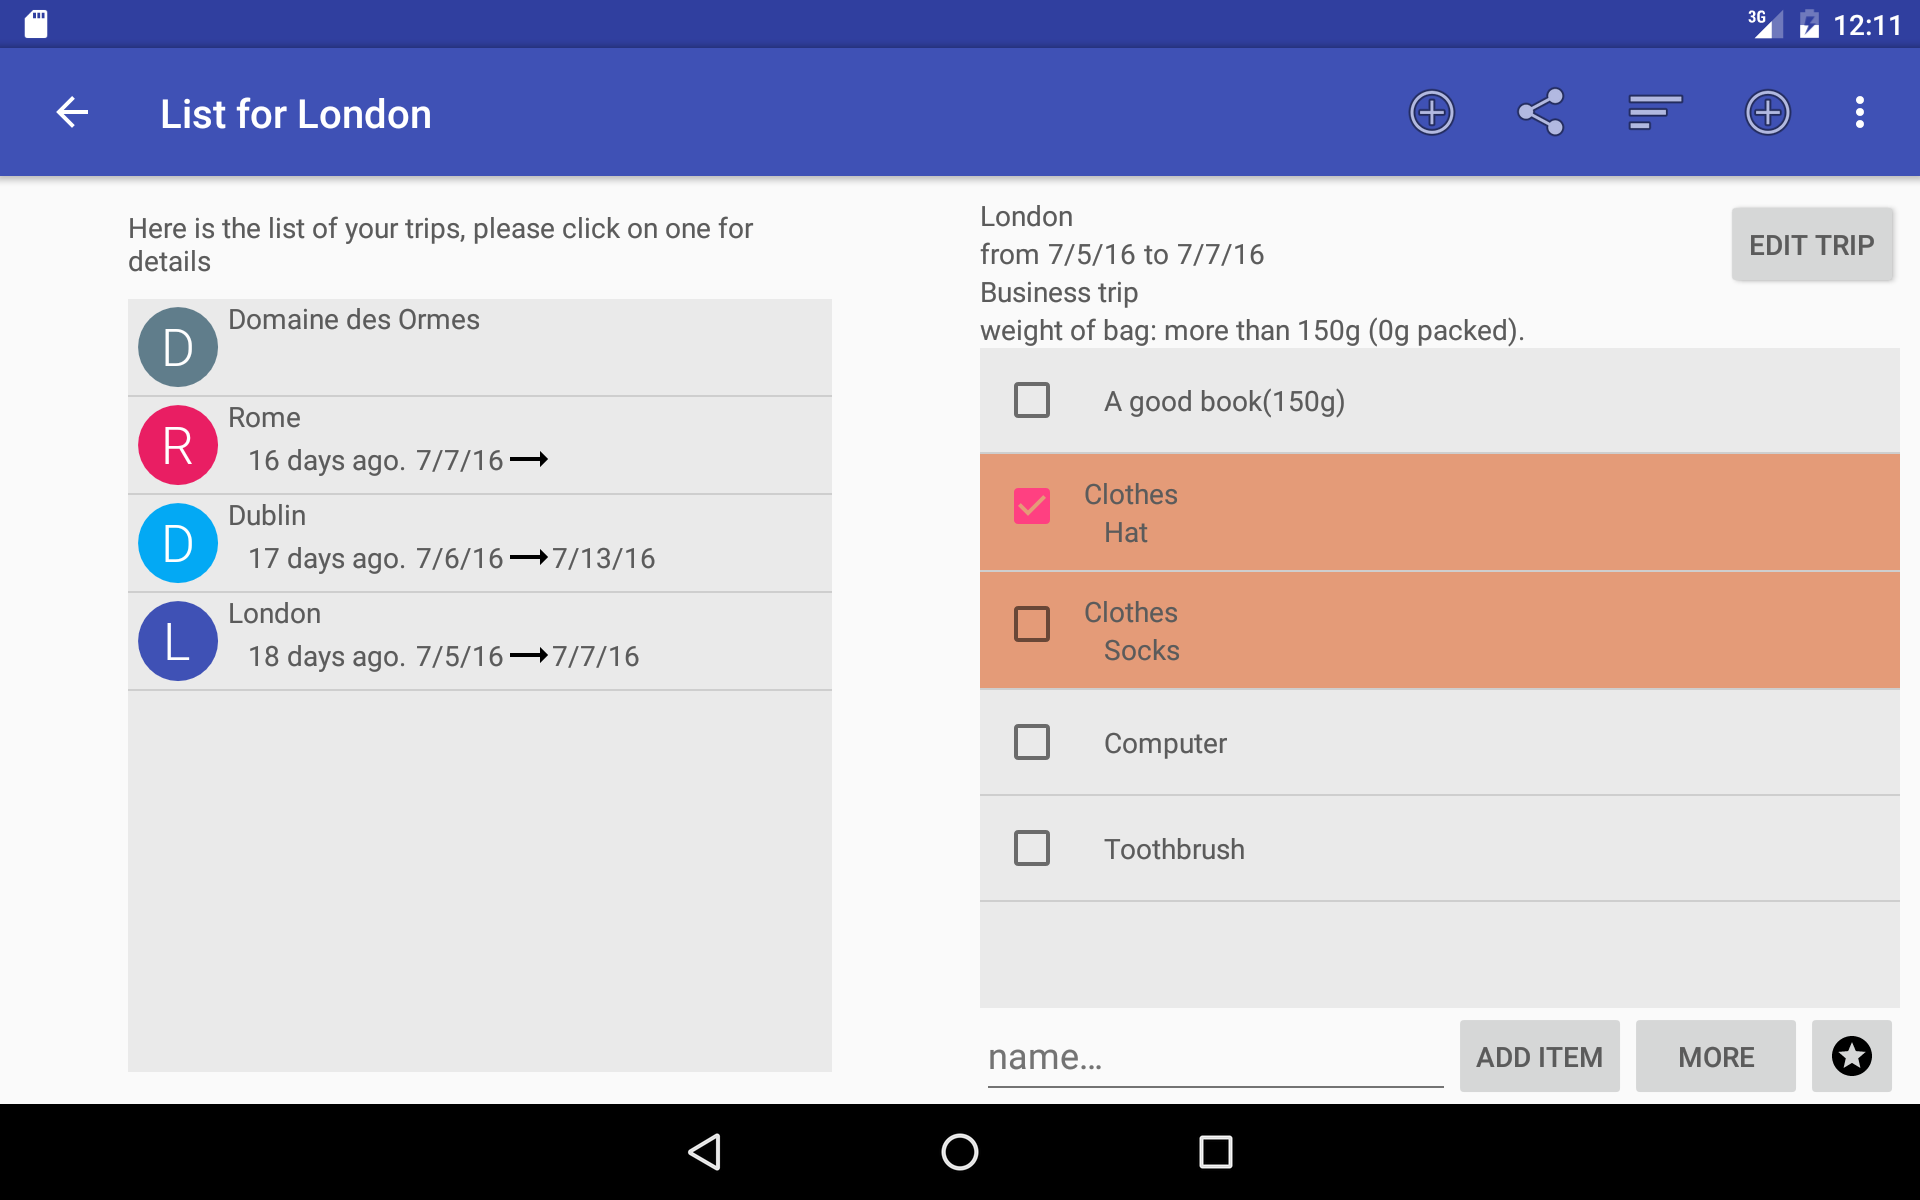 3G 12:11
List for London
Here is the list of your trips, please click on one for
details
D Domaine des Ormes
R Rome
16 days ago. 7/7/16
D Dublin
17 days ago. 7/6/16 7/13/16
L London
18 days ago. 7/5/16 7/7/16
London
from 7/5/16 to 7/7/16
Business trip
weight of bag: more than 150g (0g packed).
EDIT TRIP
A good book(150g)
Clothes
Hat
Clothes
Socks
Computer
Toothbrush
name...
ADD ITEM
MORE